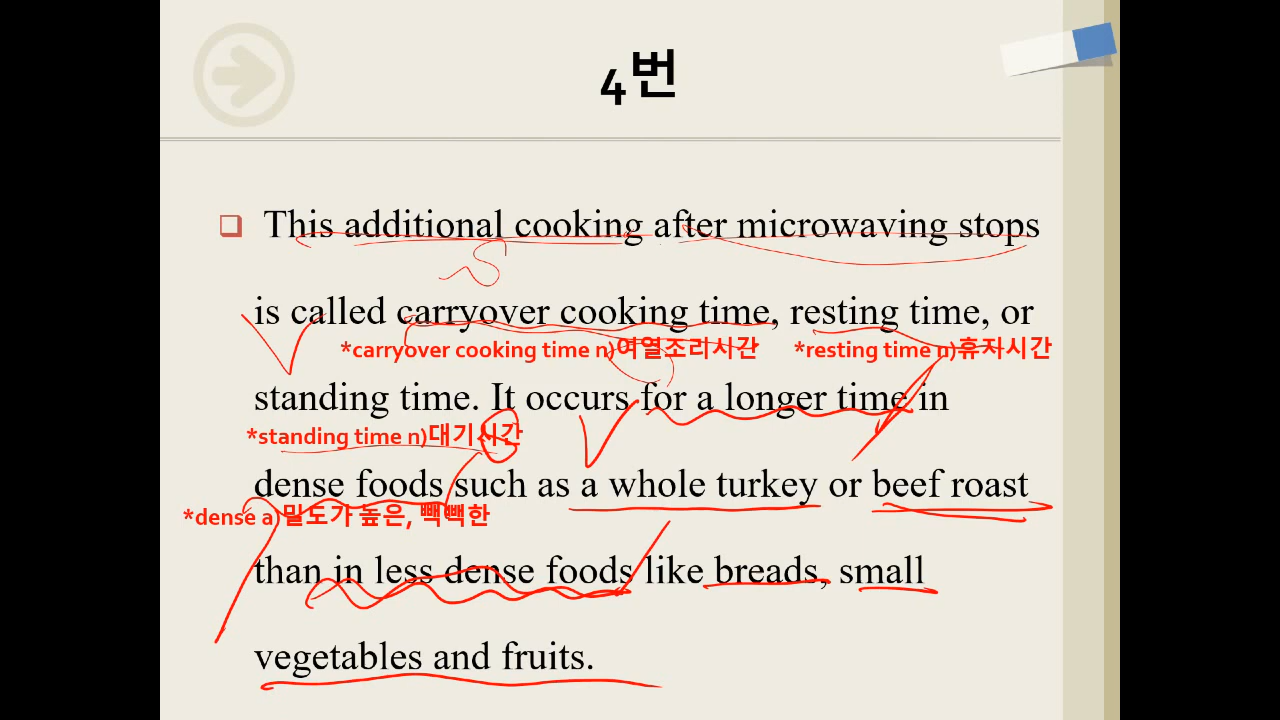 4번
This additional cooking after microwaving stops
is called carryover cooking time, resting time, or
*carryover cooking time n)여열조리시간 *resting time n)휴지시간
standing time. It occurs for a longer time in
*standing time n)대기시간
dense foods such as a whole turkey or beef roast
*dense a)밀도가 높은, 빽빽한
than in less dense foods like breads, small
vegetables and fruits.